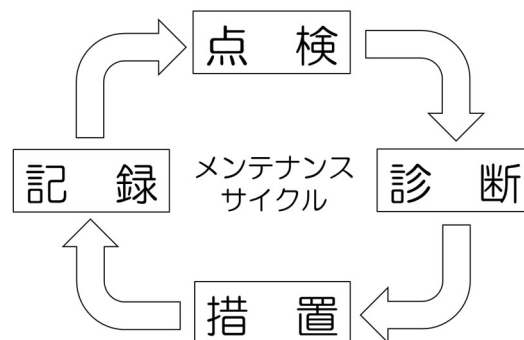 点　検
記　録
メンテナンス
サイクル
診　断
措　置